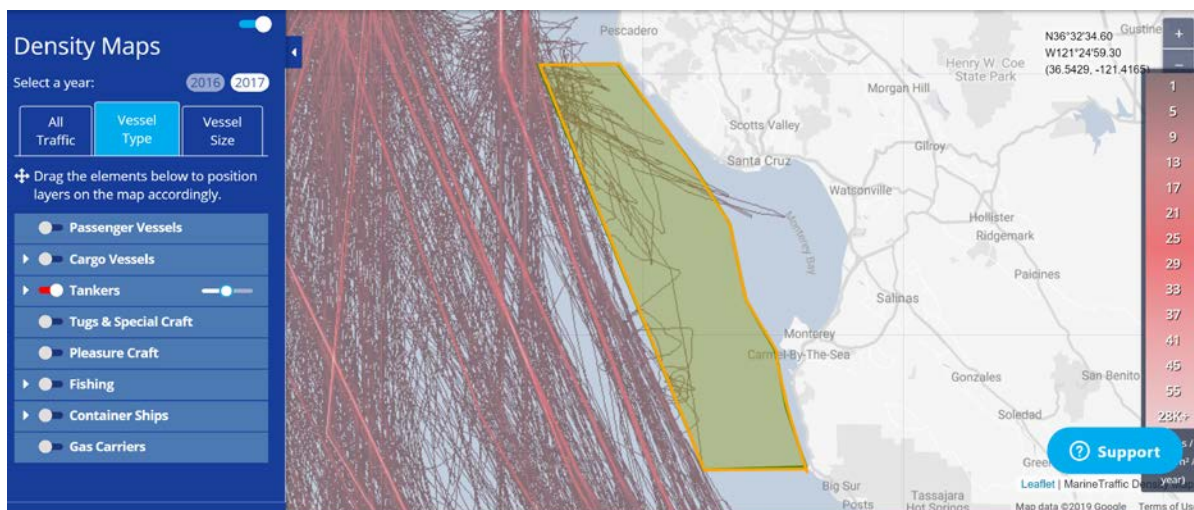 Density Maps
Select a year:
2016
2017
All
Traffic
Vessel
Type
Vessel
Size
Drag the elements below to position
layers on the map accordingly.
Passenger Vessels
Cargo Vessels
Tankers
Tugs & Special Craft
Pleasure Craft
Fishing
Container Ships
Gas Carriers
Pescadero
N36°32'34.60
W121°24'59.30
(36.5429, -121.4165)
Gustine
Henry W. Coe
State Park
Morgan Hill
Scotts Valley
Gilroy
Santa Cruz
Watsonville
Hollister
Ridgemark
Monterey Bay
Paicines
Salinas
Monterey
Carmel-By-The-Sea
Gonzales
San Benito
Soledad
Big Sur
Posts
Tassajara
Hot Springs
+
−
1
5
9
13
17
21
25
29
33
37
41
45
55
28K+
year)
Support
Leaflet | MarineTraffic
Map data ©2019 Google
Terms of Us